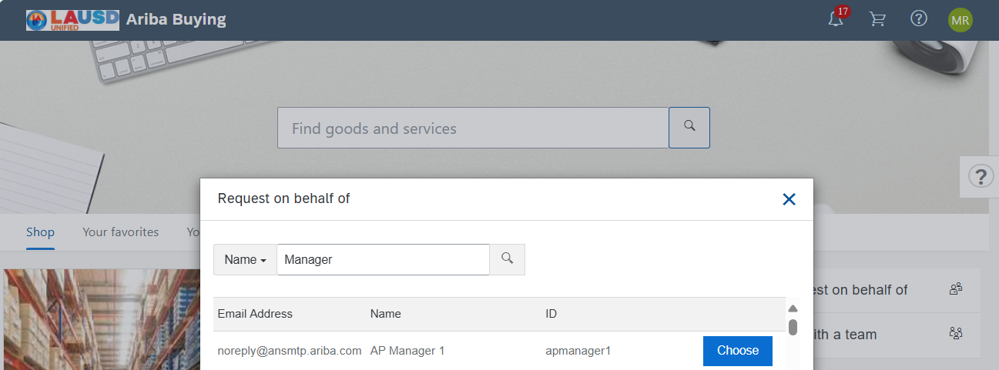 LAUSD UNIFIED Ariba Buying 17 MR
Find goods and services
?
Request on behalf of
Shop Your favorites Yo
Name Manager
est on behalf of
Email Address Name ID
ith a team
noreply@ansmtp.ariba.com AP Manager 1 apmanager1 Choose